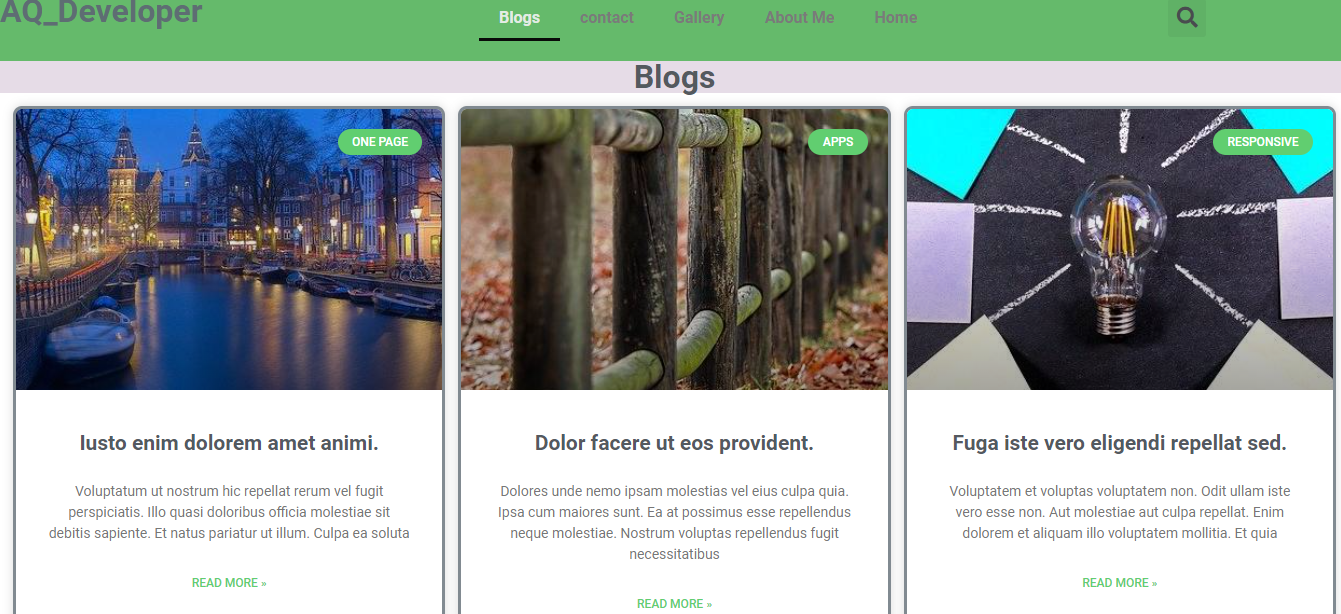 AQ_Developer
Blogs contact Gallery About Me Home
Blogs
ONE PAGE
Iusto enim dolorem amet animi.
Voluptatum ut nostrum hic repellat rerum vel fugit
perspiciatis. Illo quasi doloribus officia molestiae sit
debitis sapiente. Et natus pariatur ut illum. Culpa ea soluta
READ MORE »
APPS
Dolor facere ut eos provident.
Dolores unde nemo ipsam molestias vel eius culpa quia.
Ipsa cum maiores sunt. Ea at possimus esse repellendus
neque molestiae. Nostrum voluptas repellendus fugit
necessitatibus
READ MORE »
RESPONSIVE
Fuga iste vero eligendi repellat sed.
Voluptatem et voluptas voluptatem non. Odit ullam iste
vero esse non. Aut molestiae aut culpa repellat. Enim
dolorem et aliquam illo voluptatem mollitia. Et quia
READ MORE »